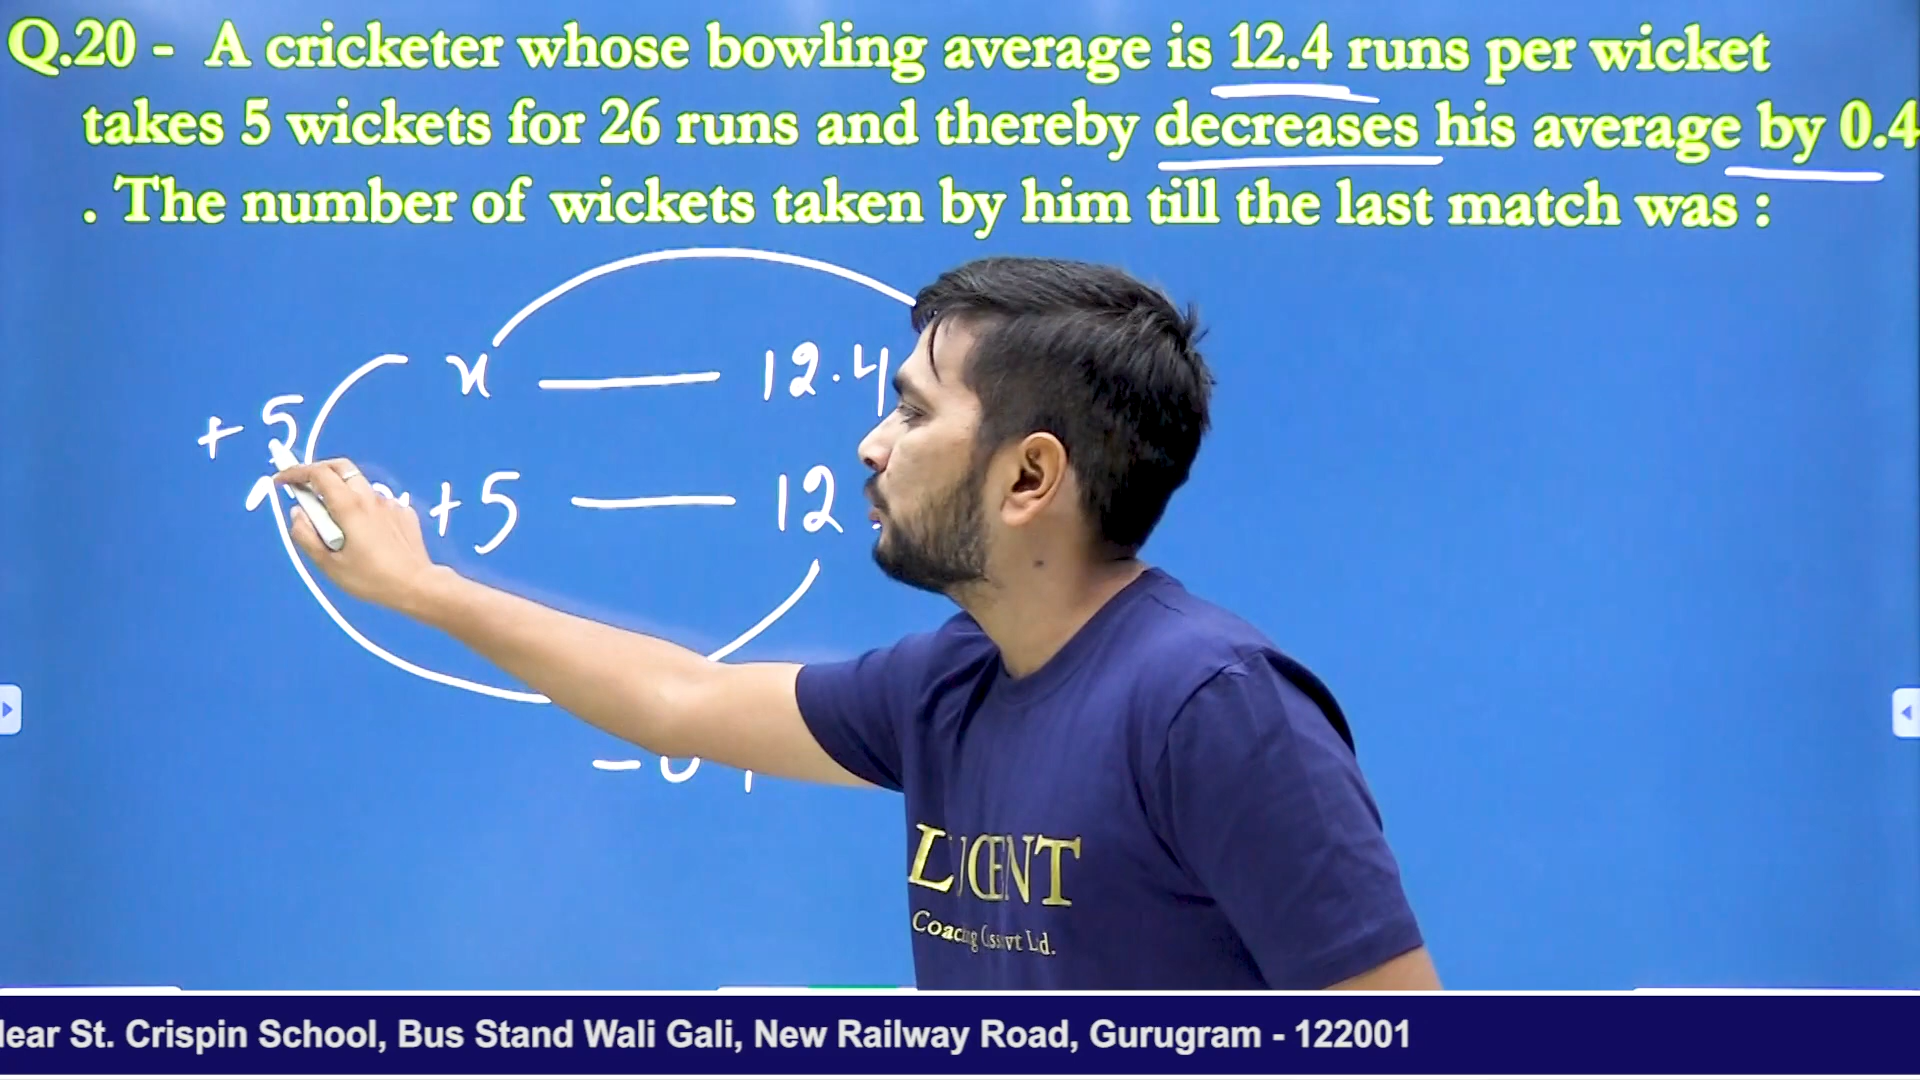 Q.20 - A cricketer whose bowling average is 12.4 runs per wicket
takes 5 wickets for 26 runs and thereby decreases his average by 0.4
. The number of wickets taken by him till the last match was :
x — 12.4
+5
+5 — 12
LUCENT
Ltd.
St. Crispin School, Bus Stand Wali Gali, New Railway Road, Gurugram - 122001